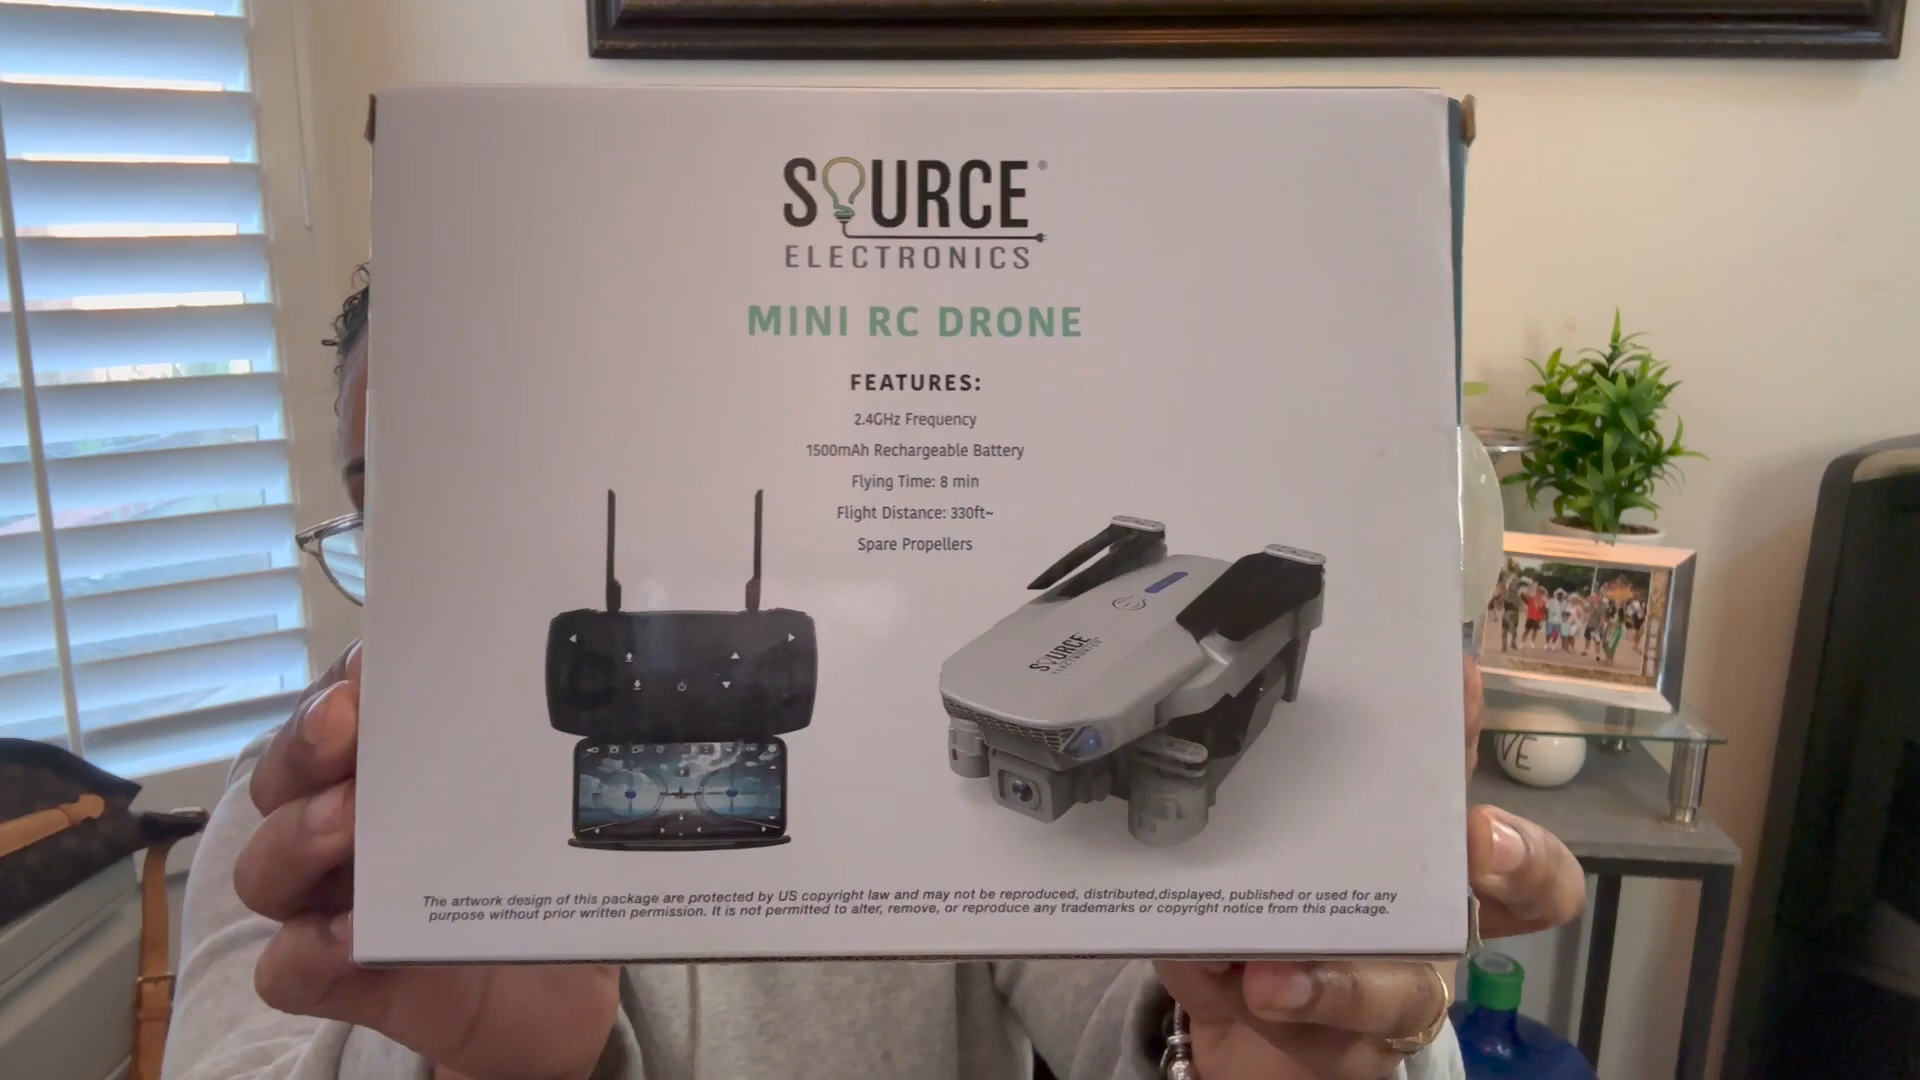 SOURCE®
ELECTRONICS
MINI RC DRONE
FEATURES:
2.4GHz Frequency
1500mAh Rechargeable Battery
Flying Time: 8 min
Flight Distance: 330ft~
Spare Propellers
SOURCE
ELECTRONICS
The artwork design of this package are protected by US copyright law and may not be reproduced, distributed,displayed, published or used for any
purpose without prior written permission. It is not permitted to alter, remove, or reproduce any trademarks or copyright notice from this package.
VE